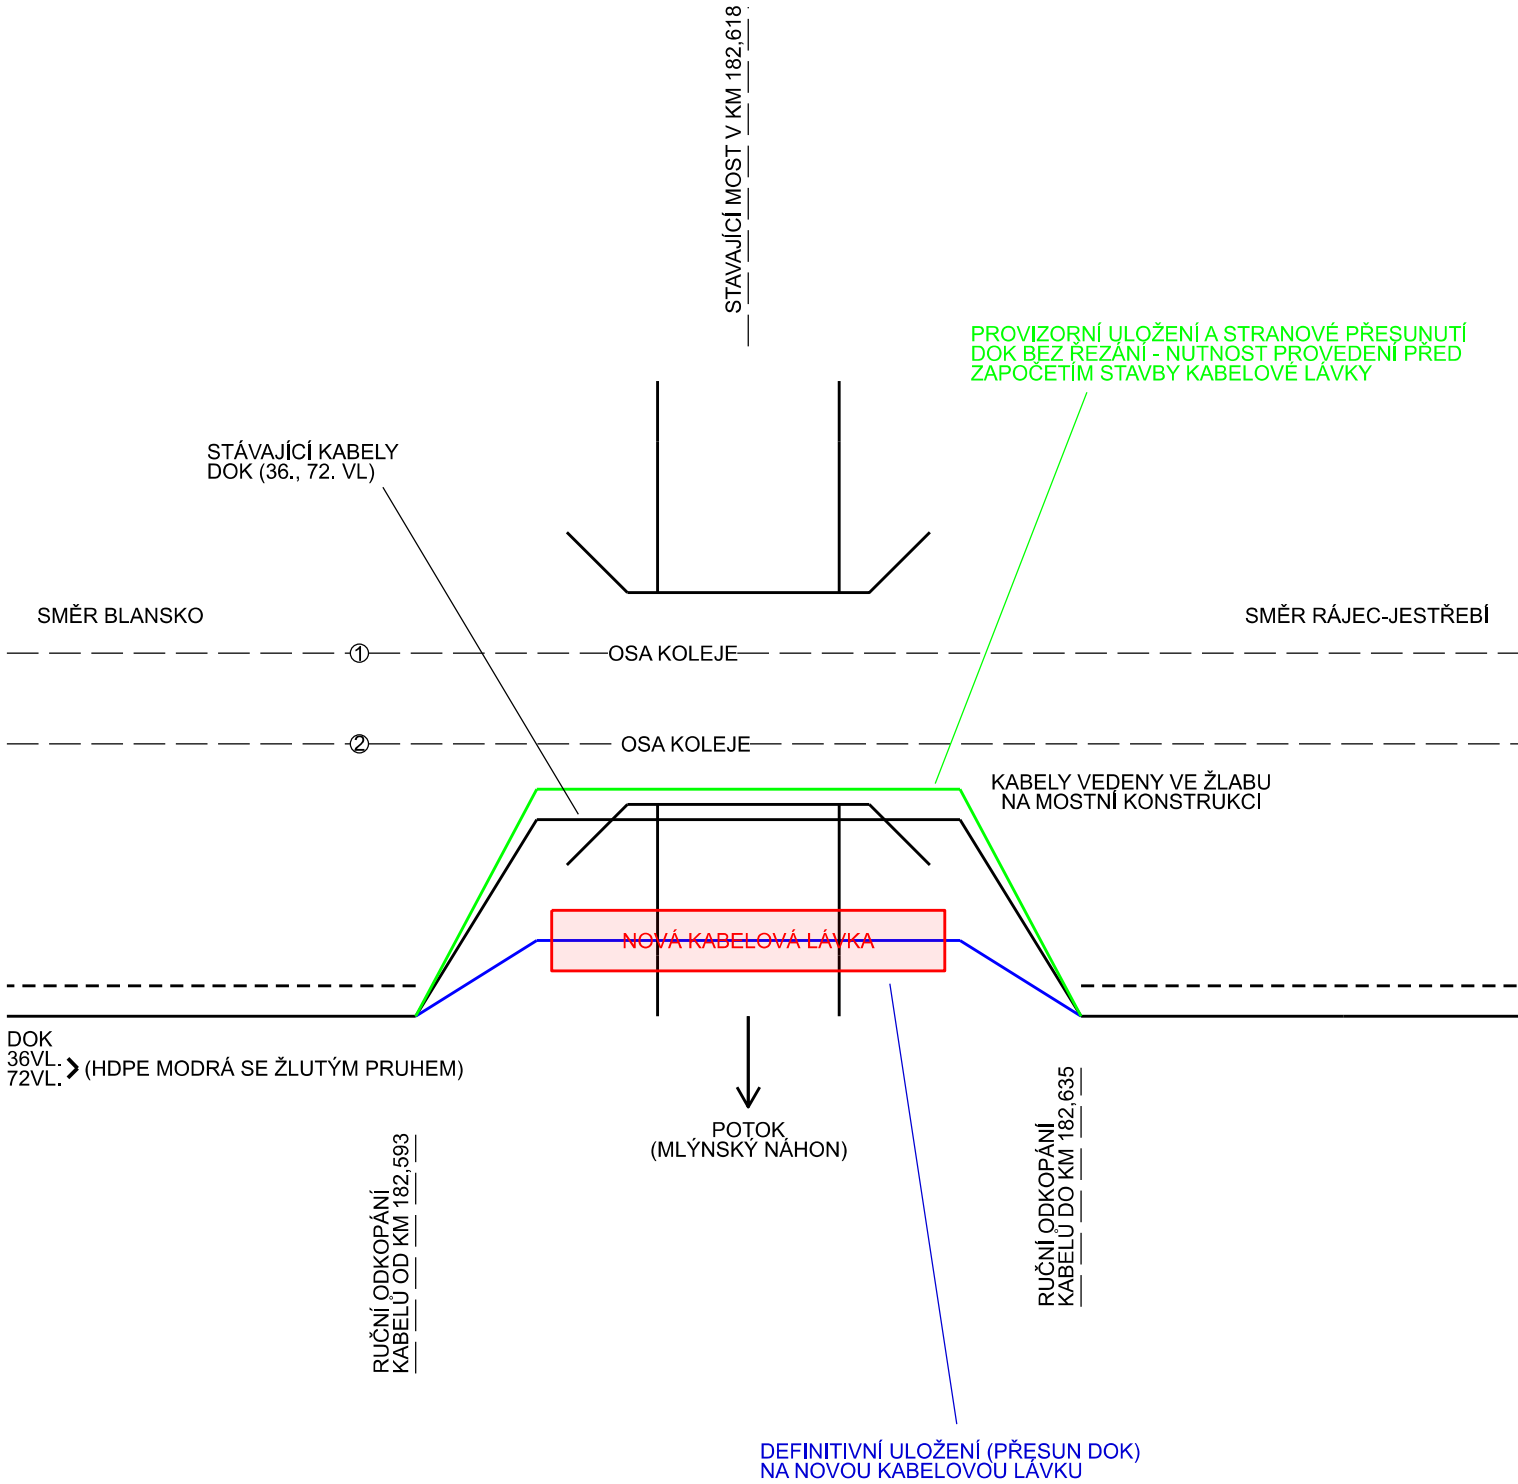 STAVAJÍCÍ MOST V KM 182,618
PROVIZORNÍ ULOŽENÍ A STRANOVÉ PŘESUNUTÍ
DOK BEZ ŘEZÁNÍ - NUTNOST PROVEDENÍ PŘED
ZAPOČETÍM STAVBY KABELOVÉ LÁVKY
STÁVAJÍCÍ KABELY
DOK (36., 72. VL)
SMĚR BLANSKO
SMĚR RÁJEC-JESTŘEBÍ
1
OSA KOLEJE
2
OSA KOLEJE
KABELY VEDENY VE ŽLABU
NA MOSTNÍ KONSTRUKCI
NOVÁ KABELOVÁ LÁVKA
DOK
36VL.
72VL.
(HDPE MODRÁ SE ŽLUTÝM PRUHEM)
POTOK
(MLÝNSKÝ NÁHON)
RUČNÍ ODKOPÁNÍ
KABELŮ OD KM 182,593
RUČNÍ ODKOPÁNÍ
KABELŮ DO KM 182,635
DEFINITIVNÍ ULOŽENÍ (PŘESUN DOK)
NA NOVOU KABELOVOU LÁVKU